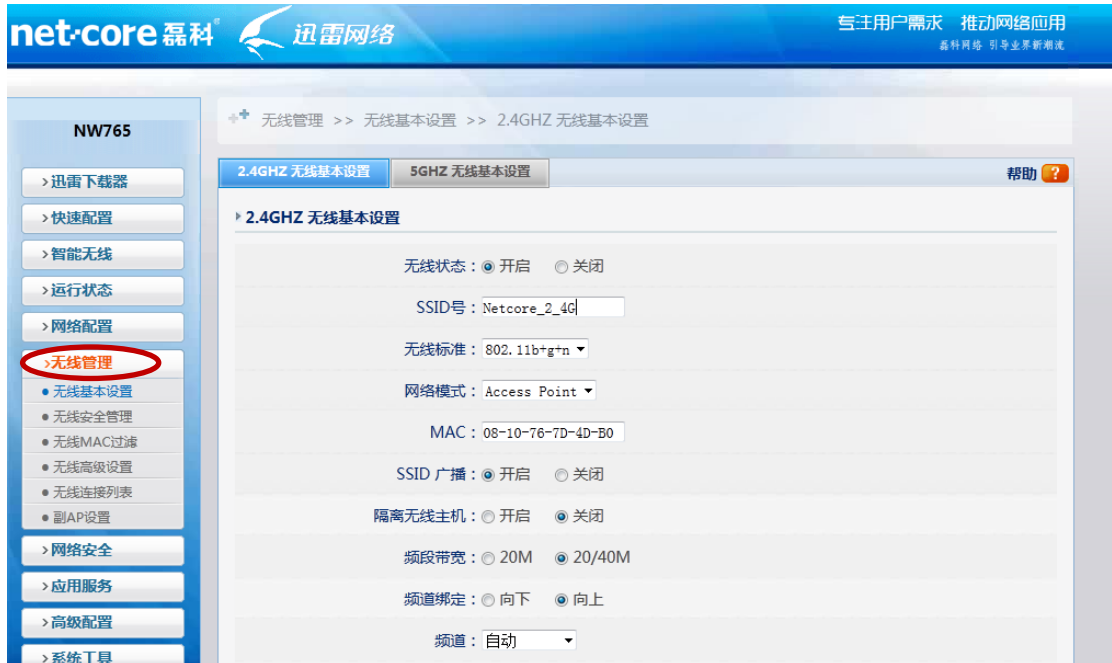 net·core磊科® 迅雷网络
专注用户需求 推动网络应用
磊科网络 引导业界新潮流
NW765
无线管理 >> 无线基本设置 >> 2.4GHZ 无线基本设置
2.4GHZ 无线基本设置 5GHZ 无线基本设置 帮助 ?
>迅雷下载器
>快速配置
>智能无线
>运行状态
>网络配置
>无线管理
无线基本设置
无线安全管理
无线MAC过滤
无线高级设置
无线连接列表
副AP设置
>网络安全
>应用服务
>高级配置
>系统工具
2.4GHZ 无线基本设置
无线状态：开启 关闭
SSID号：Netcore_2_4G
无线标准：802.11b+g+n
网络模式：Access Point
MAC：08-10-76-7D-4D-B0
SSID 广播：开启 关闭
隔离无线主机：开启 关闭
频段带宽：20M 20/40M
频道绑定：向下 向上
频道：自动